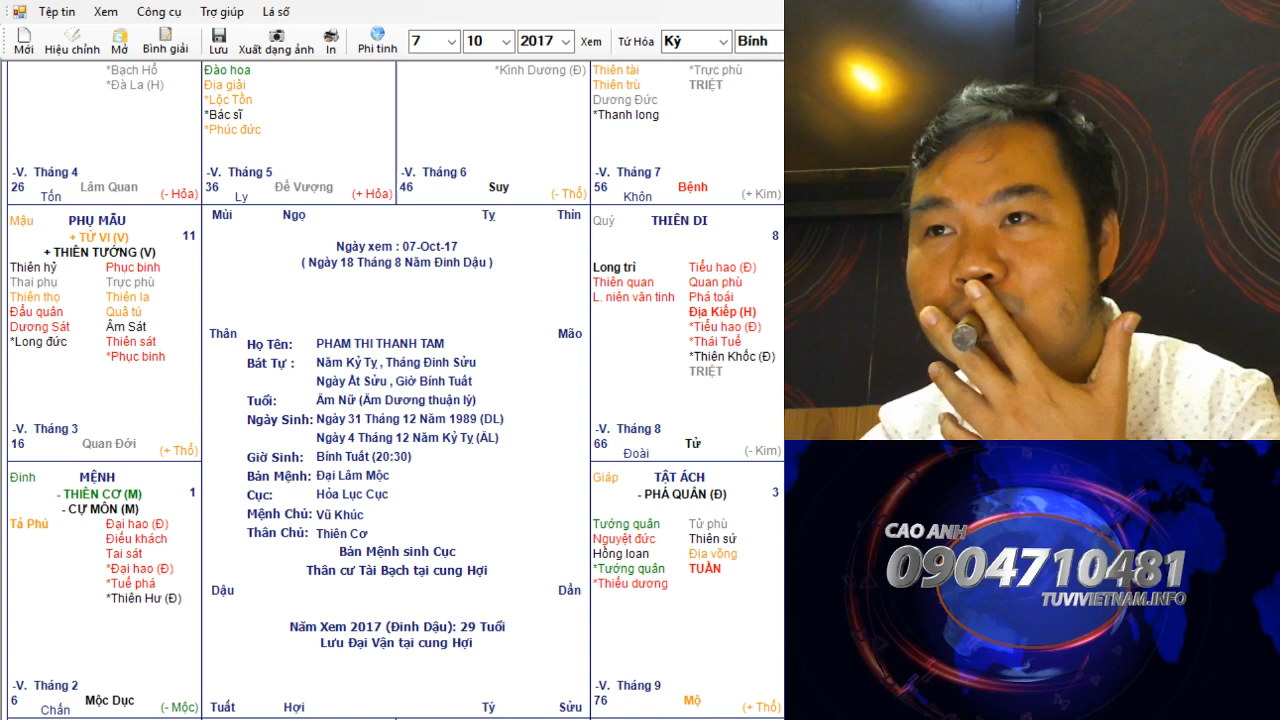 Tệp tin Xem Công cụ Trợ giúp Lá số
Mới Hiệu chỉnh Mở Bình giải Lưu Xuất dạng ảnh In Phi tinh 7 10 2017 Xem Tứ Hóa Kỷ Bính
*Bạch Hổ
*Đà La (H)
-V. Tháng 4
26 Lâm Quan
Tốn (- Hỏa)
Đào hoa
Địa giải
*Lộc Tồn
*Bác sĩ
*Phúc đức
-V. Tháng 5
36 Đế Vượng
Ly (+ Hỏa)
*Kình Dương (Đ)
-V. Tháng 6
46 Suy (- Thổ)
Thiên tài *Trực phù
Thiên trù TRIỆT
Dương Đức
*Thanh long
-V. Tháng 7
56 Bệnh
Khôn (+ Kim)
Mậu PHỤ MẪU
+ TỬ VI (V) 11
+ THIÊN TƯỚNG (V)
Thiên hỷ Phục binh
Thai phụ Trực phù
Thiên thọ Thiên la
Đẩu quân Quả tú
Dương Sát Âm Sát
*Long đức Thiên sát
*Phục binh
-V. Tháng 3
16 Quan Đới (+ Thổ)
Mùi Ngọ Tỵ Thìn
Ngày xem : 07-Oct-17
( Ngày 18 Tháng 8 Năm Đinh Dậu )
Thân Mão
Họ Tên: PHAM THI THANH TAM
Bát Tự : Năm Kỷ Tỵ , Tháng Đinh Sửu
Ngày Ất Sửu , Giờ Bính Tuất
Tuổi: Âm Nữ (Âm Dương thuận lý)
Ngày Sinh: Ngày 31 Tháng 12 Năm 1989 (DL)
Ngày 4 Tháng 12 Năm Kỷ Tỵ (ÂL)
Giờ Sinh: Bính Tuất (20:30)
Bản Mệnh: Đại Lâm Mộc
Cục: Hỏa Lục Cục
Mệnh Chủ: Vũ Khúc
Thân Chủ: Thiên Cơ
Bản Mệnh sinh Cục
Thân cư Tài Bạch tại cung Hợi
Dậu Dần
Năm Xem 2017 (Đinh Dậu): 29 Tuổi
Lưu Đại Vận tại cung Hợi
Tuất Hợi Tý Sửu
Quý THIÊN DI
8
Long trì Tiểu hao (Đ)
Thiên quan Quan phù
L. niên văn tinh Phá toái
Địa Kiếp (H)
*Tiểu hao (Đ)
*Thái Tuế
*Thiên Khốc (Đ)
TRIỆT
-V. Tháng 8
66 Tử
Đoài (- Kim)
Đinh MỆNH
- THIÊN CƠ (M) 1
- CỰ MÔN (M)
Tả Phù Đại hao (Đ)
Điếu khách
Tai sát
*Đại hao (Đ)
*Tuế phá
*Thiên Hư (Đ)
-V. Tháng 2
6 Mộc Dục
Chấn (- Mộc)
Giáp TẬT ÁCH
- PHÁ QUÂN (Đ) 3
Tướng quân Tử phù
Nguyệt đức Thiên sứ
Hồng loan Địa võng
*Tướng quân TUẦN
*Thiếu dương
-V. Tháng 9
76 Mộ (+ Thổ)
CAO ANH
0904710481
TUVIVIETNAM.INFO